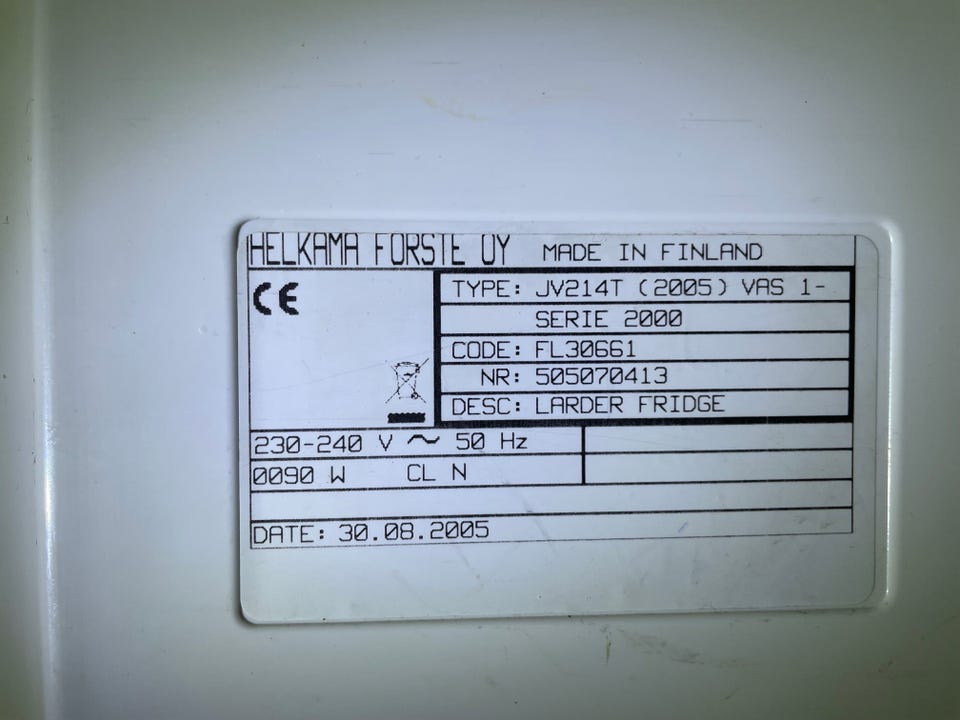 HELKAMA FORSTE OY MADE IN FINLAND
CE
TYPE: JV214T (2005) VAS 1-
SERIE 2000
CODE: FL30661
NR: 505070413
DESC: LARDER FRIDGE
230-240 V ~ 50 Hz
0090 W CL N
DATE: 30.08.2005